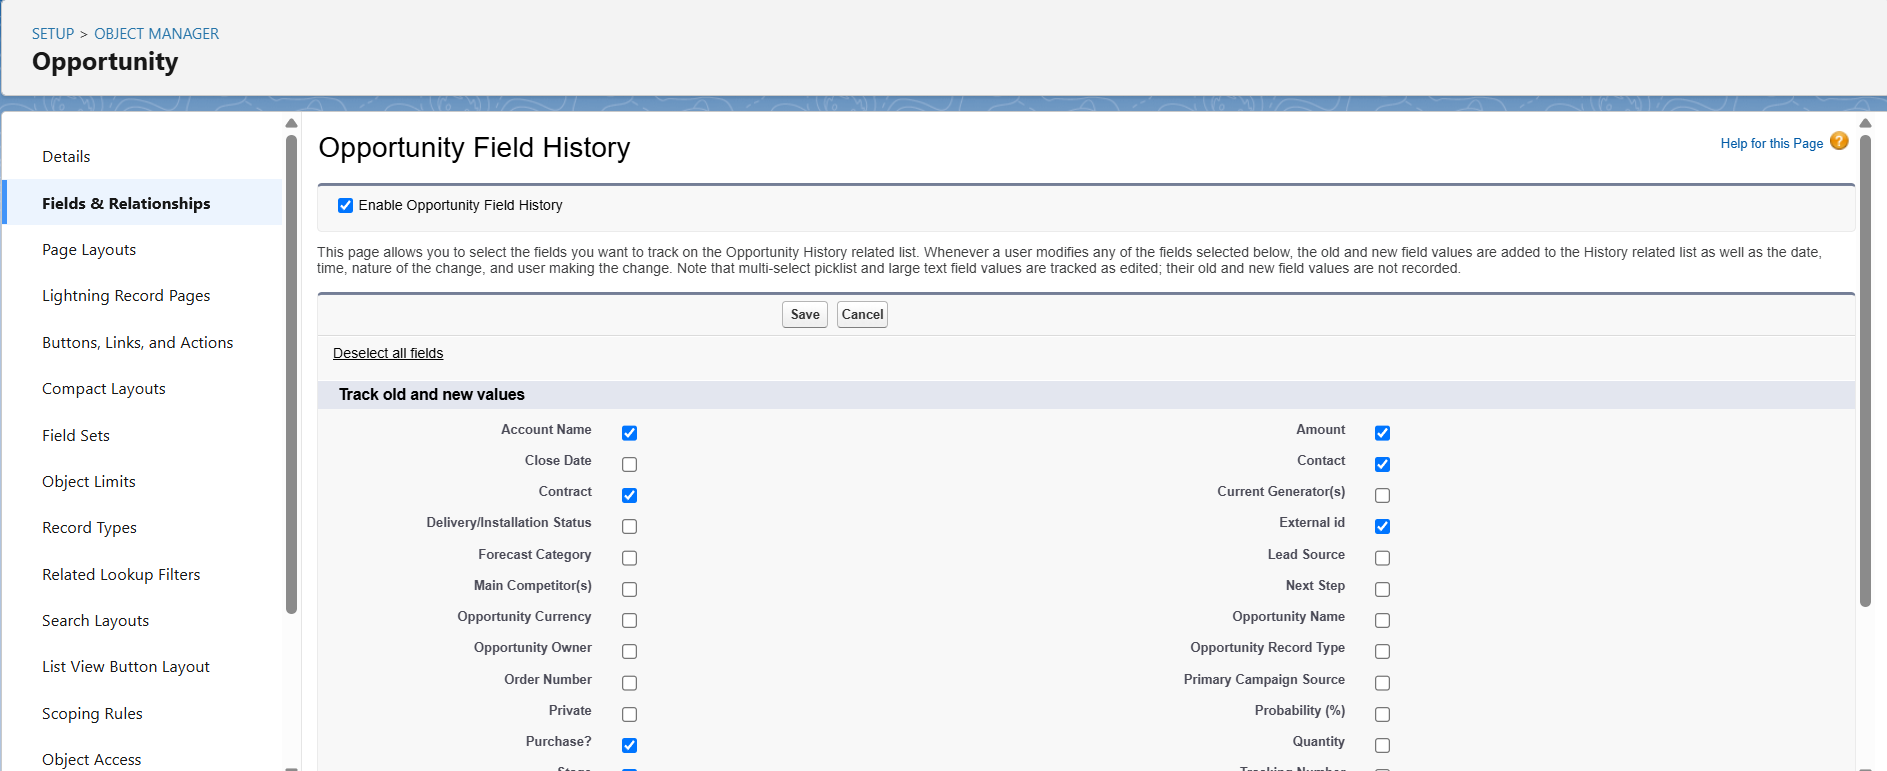 SETUP > OBJECT MANAGER
Opportunity
Details
Fields & Relationships
Page Layouts
Lightning Record Pages
Buttons, Links, and Actions
Compact Layouts
Field Sets
Object Limits
Record Types
Related Lookup Filters
Search Layouts
List View Button Layout
Scoping Rules
Object Access
Opportunity Field History
Help for this Page ?
Enable Opportunity Field History
This page allows you to select the fields you want to track on the Opportunity History related list. Whenever a user modifies any of the fields selected below, the old and new field values are added to the History related list as well as the date,
time, nature of the change, and user making the change. Note that multi-select picklist and large text field values are tracked as edited; their old and new field values are not recorded.
Save Cancel
Deselect all fields
Track old and new values
Account Name Amount
Close Date Contact
Contract Current Generator(s)
Delivery/Installation Status External id
Forecast Category Lead Source
Main Competitor(s) Next Step
Opportunity Currency Opportunity Name
Opportunity Owner Opportunity Record Type
Order Number Primary Campaign Source
Private Probability (%)
Purchase? Quantity
Stage Tracking Number